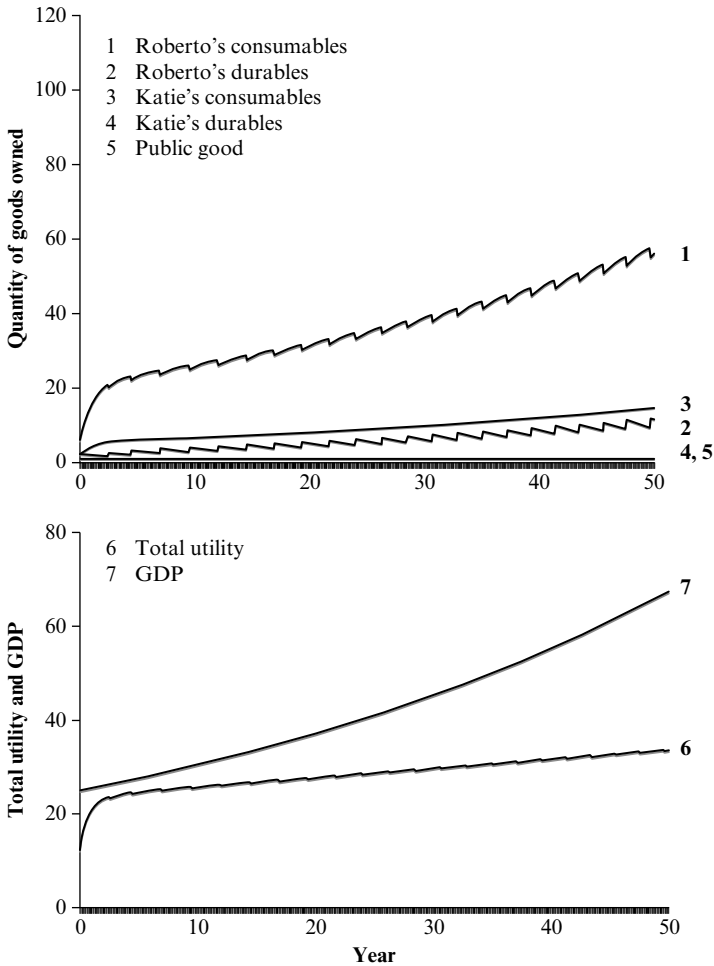 120
100
80
60
40
20
0
Quantity of goods owned
1 Roberto’s consumables
2 Roberto’s durables
3 Katie’s consumables
4 Katie’s durables
5 Public good
1
3
2
4, 5
0 10 20 30 40 50
80
60
40
20
0
Total utility and GDP
6 Total utility
7 GDP
7
6
0 10 20 30 40 50
Year